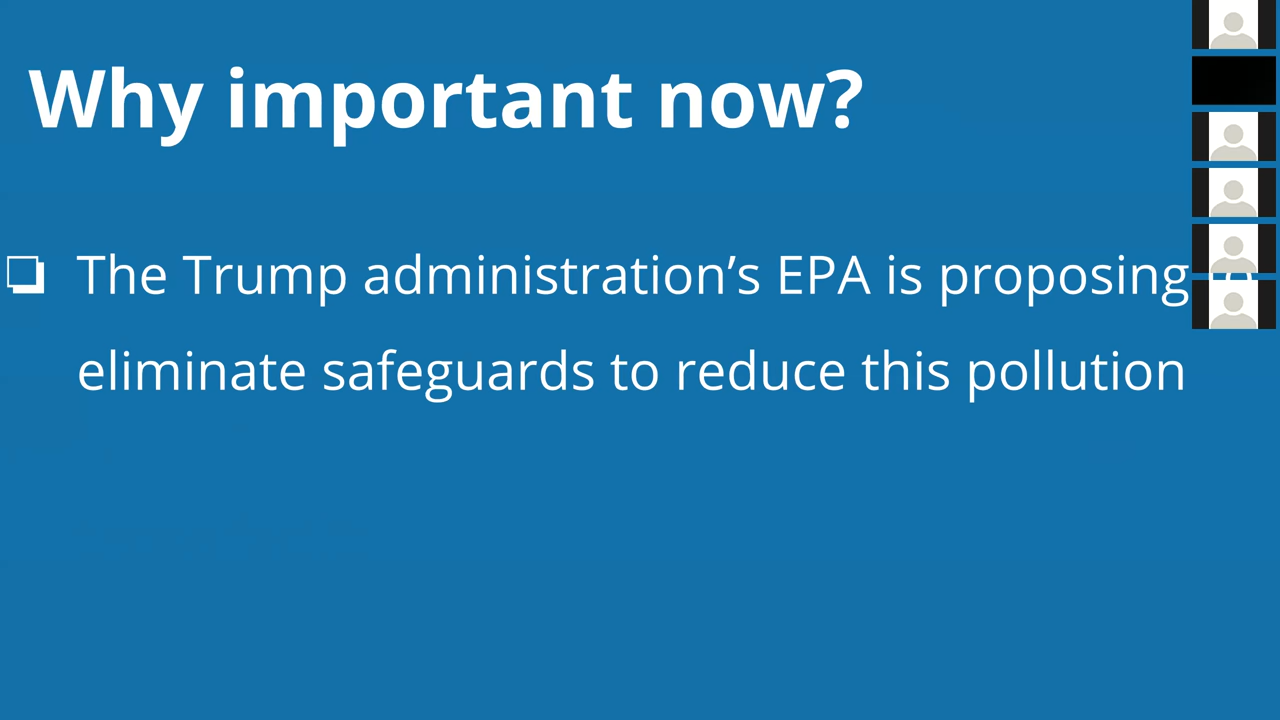 Why important now?
The Trump administration’s EPA is proposing
eliminate safeguards to reduce this pollution